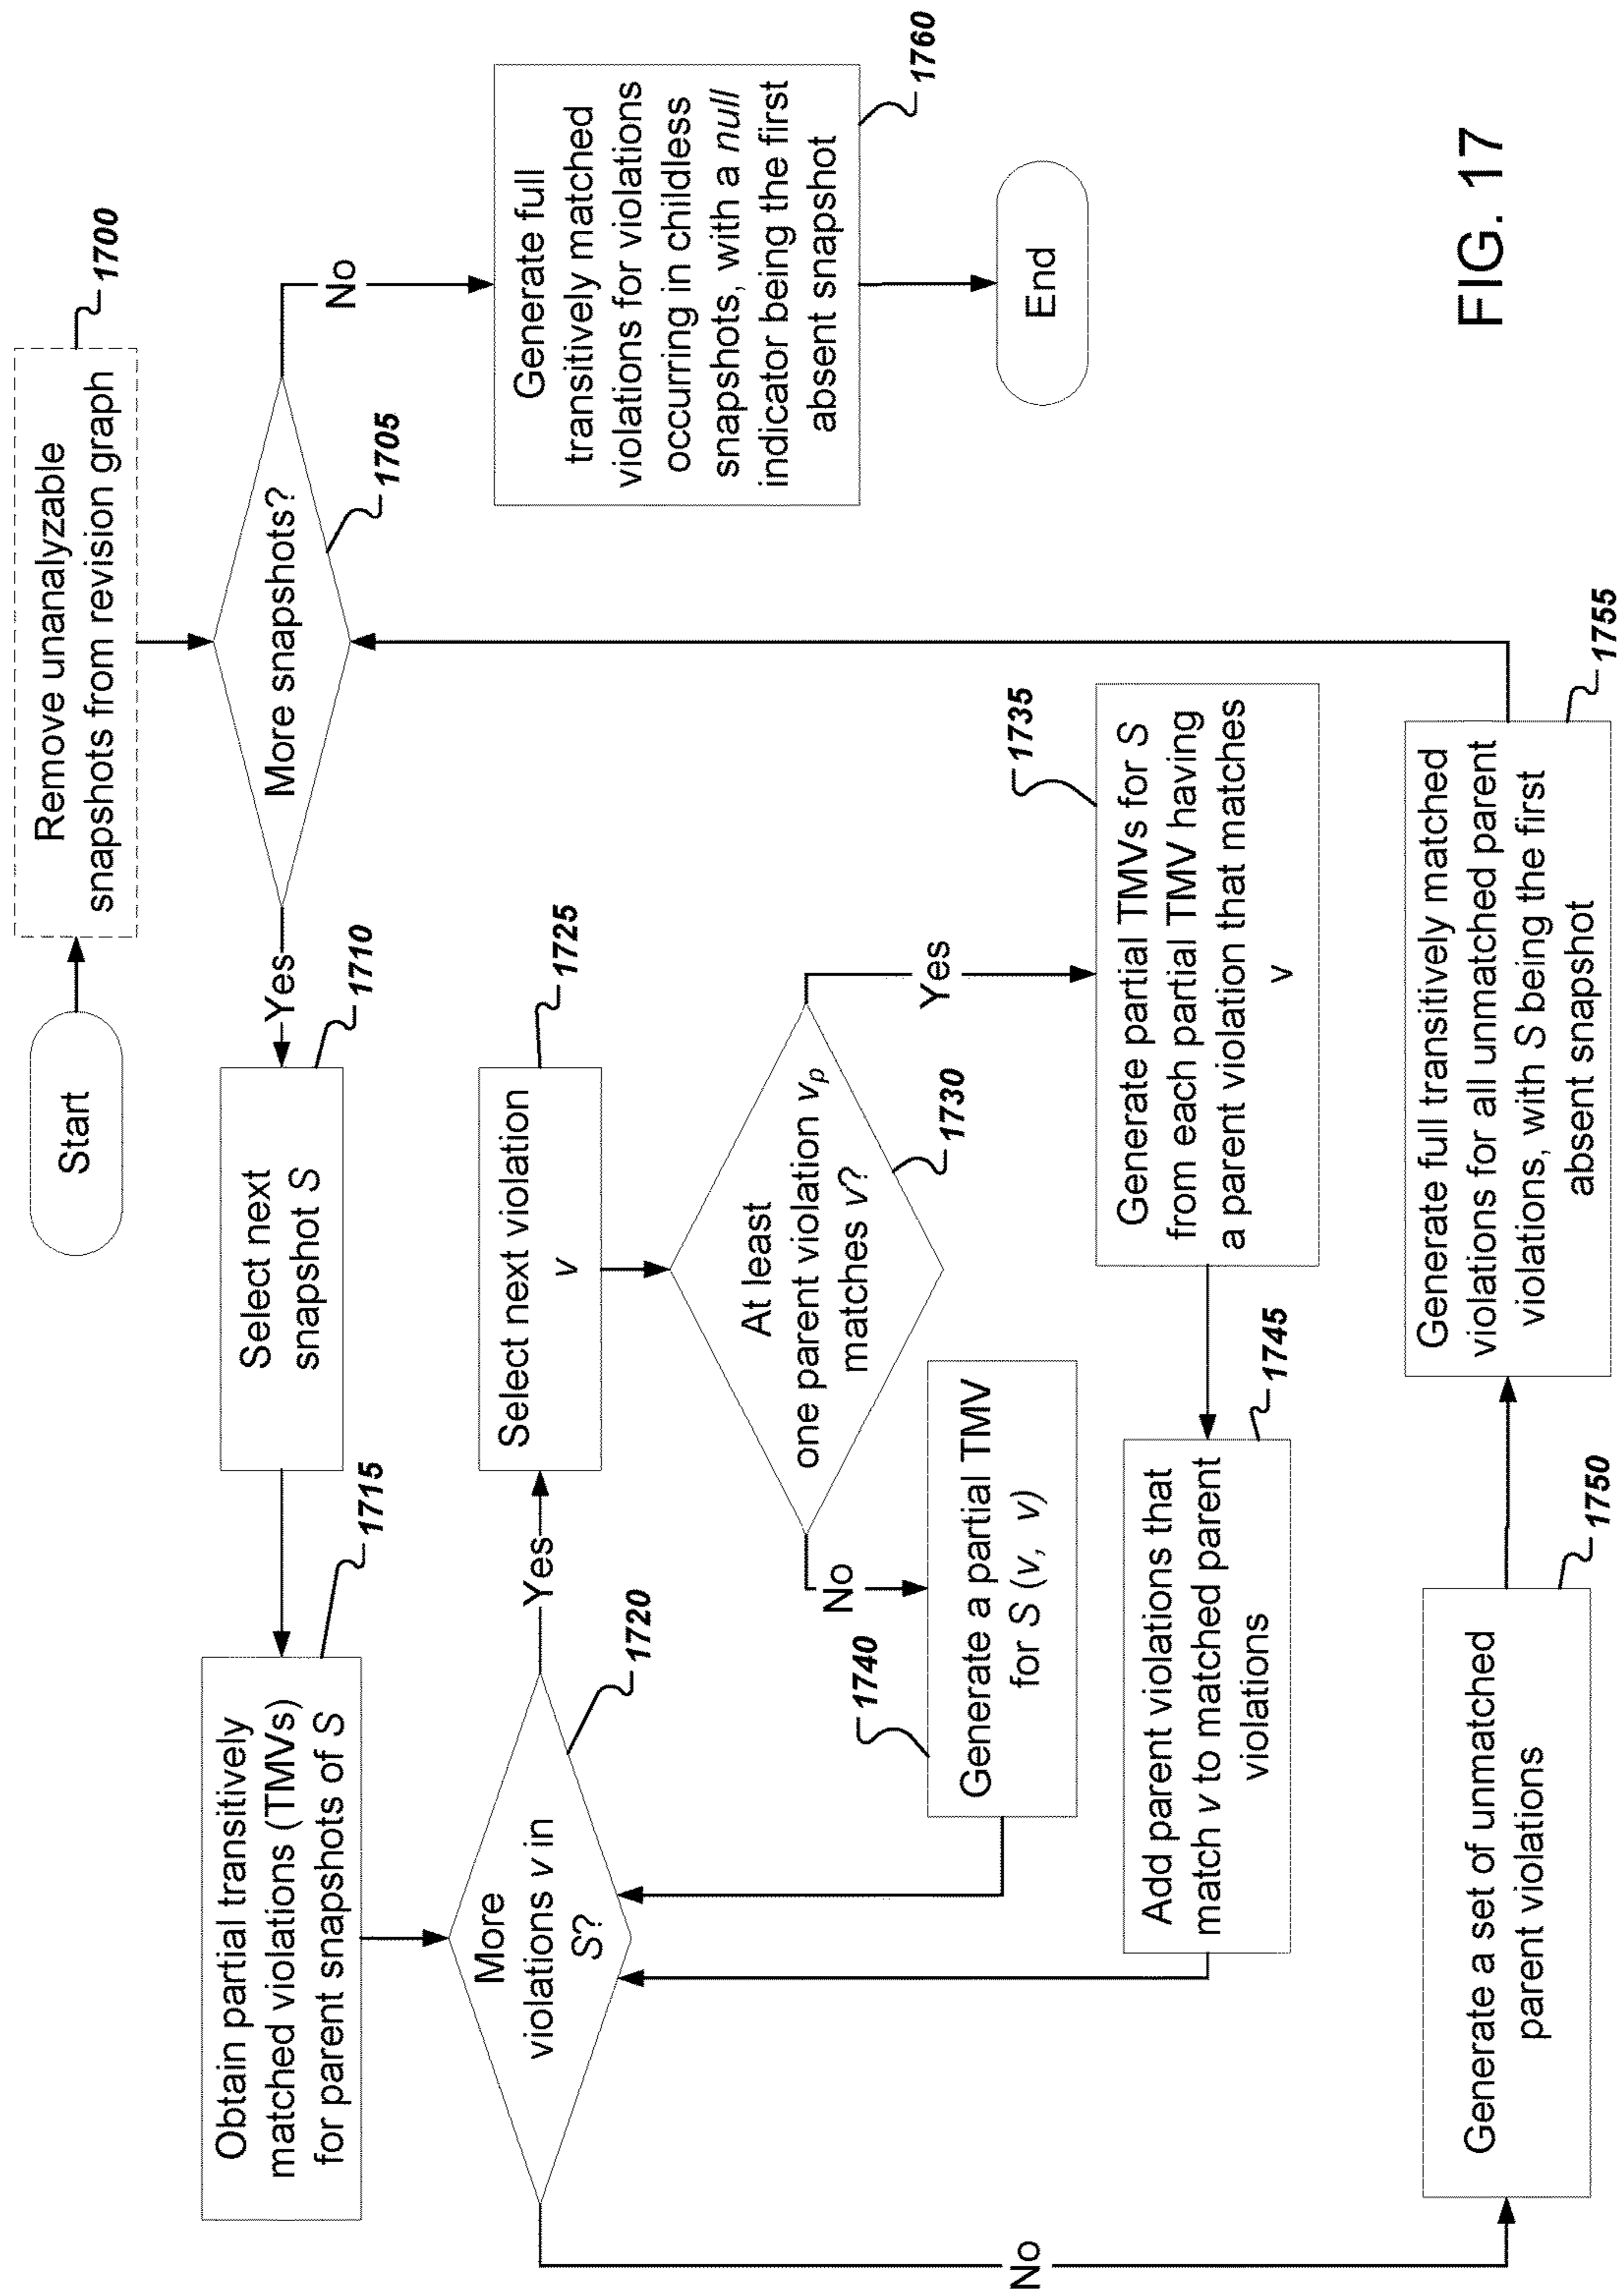 Start
Remove unanalyzable
snapshots from revision graph
1700
More snapshots?
1705
Yes
No
Select next
snapshot S
1710
Obtain partial transitively
matched violations (TMVs)
for parent snapshots of S
1715
More
violations v in
S?
1720
Yes
No
Select next violation
v
1725
At least
one parent violation vp
matches v?
1730
Yes
No
Generate partial TMVs for S
from each partial TMV having
a parent violation that matches
v
1735
Generate a partial TMV
for S (v, v)
1740
Add parent violations that
match v to matched parent
violations
1745
Generate a set of unmatched
parent violations
1750
Generate full transitively matched
violations for all unmatched parent
violations, with S being the first
absent snapshot
1755
Generate full
transitively matched
violations for violations
occurring in childless
snapshots, with a null
indicator being the first
absent snapshot
1760
End
FIG. 17